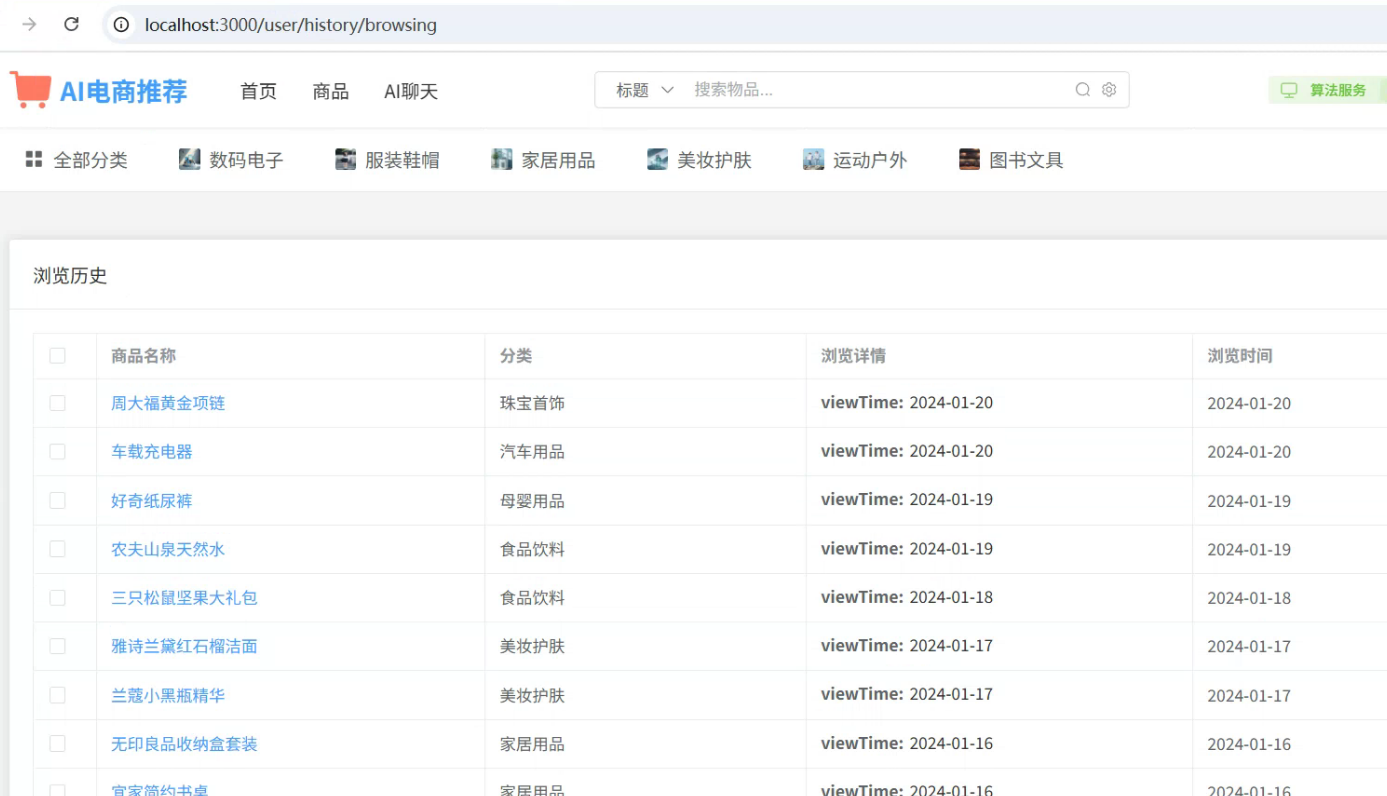 localhost:3000/user/history/browsing
AI电商推荐 首页 商品 AI聊天 标题 搜索物品... 算法服务
全部分类 数码电子 服装鞋帽 家居用品 美妆护肤 运动户外 图书文具
浏览历史
商品名称 分类 浏览详情 浏览时间
周大福黄金项链 珠宝首饰 viewTime: 2024-01-20 2024-01-20
车载充电器 汽车用品 viewTime: 2024-01-20 2024-01-20
好奇纸尿裤 母婴用品 viewTime: 2024-01-19 2024-01-19
农夫山泉天然水 食品饮料 viewTime: 2024-01-19 2024-01-19
三只松鼠坚果大礼包 食品饮料 viewTime: 2024-01-18 2024-01-18
雅诗兰黛红石榴洁面 美妆护肤 viewTime: 2024-01-17 2024-01-17
兰蔻小黑瓶精华 美妆护肤 viewTime: 2024-01-17 2024-01-17
无印良品收纳盒套装 家居用品 viewTime: 2024-01-16 2024-01-16
宜家简约书桌 家居用品 viewTime: 2024-01-16 2024-01-16